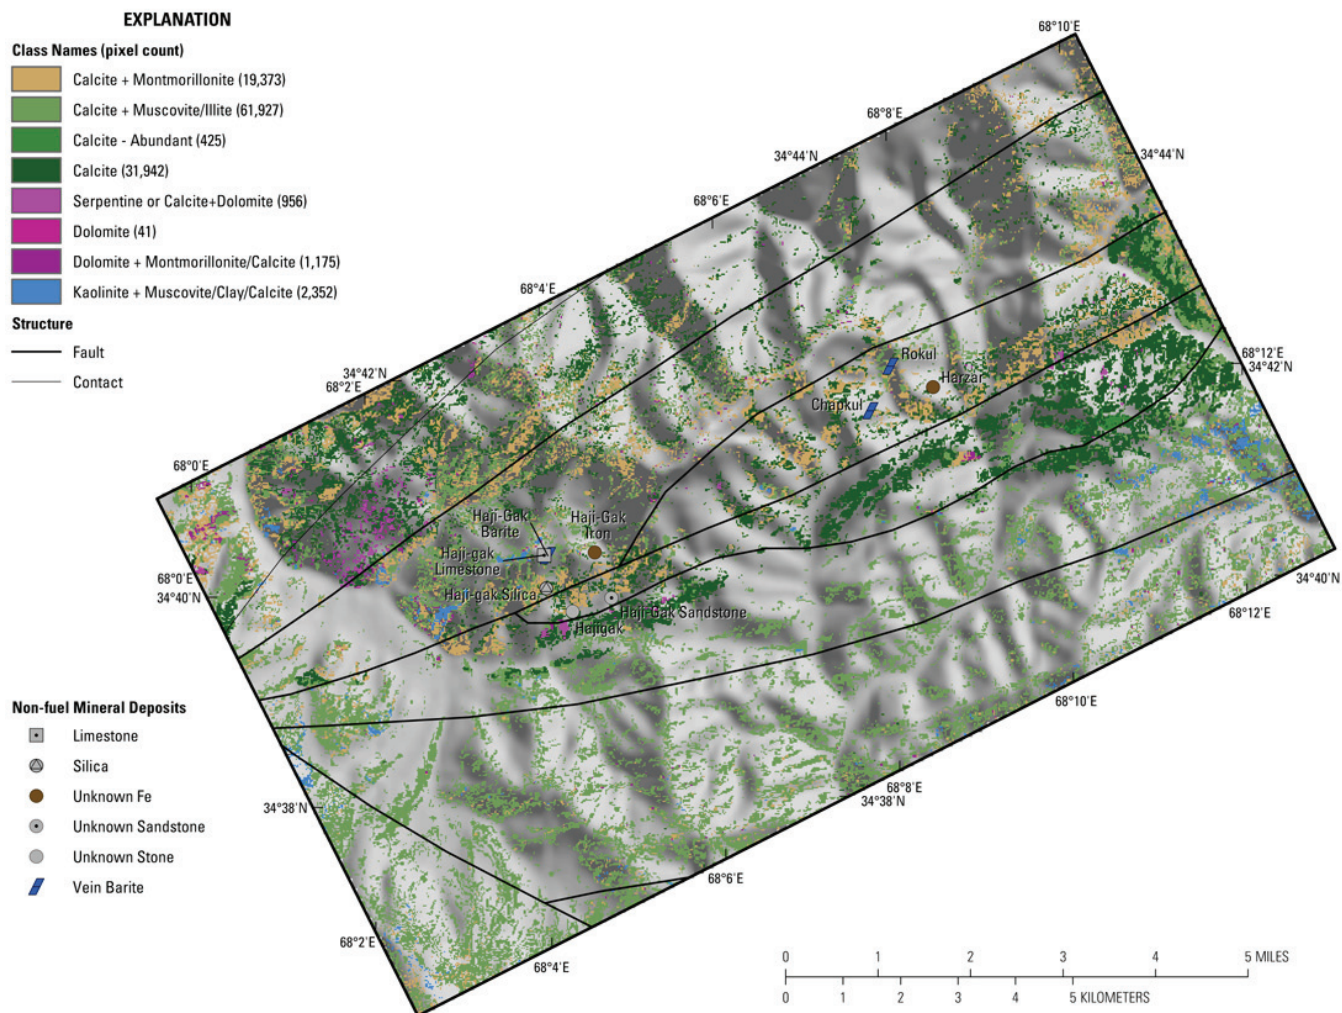 EXPLANATION
Class Names (pixel count)
Calcite + Montmorillonite (19,373)
Calcite + Muscovite/Illite (61,927)
Calcite - Abundant (425)
Calcite (31,942)
Serpentine or Calcite+Dolomite (956)
Dolomite (41)
Dolomite + Montmorillonite/Calcite (1,175)
Kaolinite + Muscovite/Clay/Calcite (2,352)
Structure
Fault
Contact
Non-fuel Mineral Deposits
Limestone
Silica
Unknown Fe
Unknown Sandstone
Unknown Stone
Vein Barite
68°10'E
68°8'E
34°44'N
34°44'N
68°6'E
68°4'E
34°42'N
68°2'E
68°12'E
34°42'N
68°0'E
68°0'E
34°40'N
34°40'N
68°12'E
68°10'E
68°8'E
34°38'N
34°38'N
68°6'E
68°2'E
68°4'E
Rokul
Harzar
Chapkul
Haji-Gak
Barite
Haji-Gak
Iron
Haji-gak
Limestone
Haji-gak Silica
Haji-Gak Sandstone
Hajigak
0 1 2 3 4 5 MILES
0 1 2 3 4 5 KILOMETERS